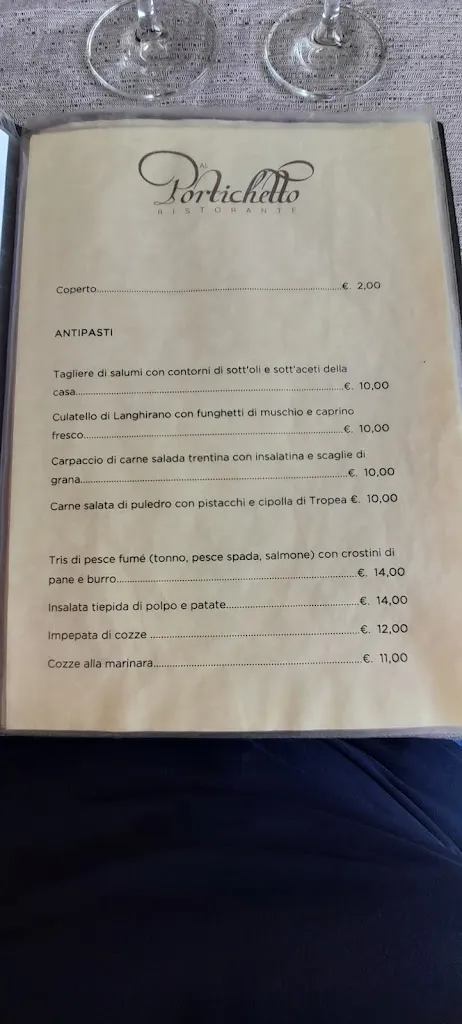 AL
Portichetto
RISTORANTE
Coperto..........€. 2,00
ANTIPASTI
Tagliere di salumi con contorni di sott'oli e sott'aceti della
casa..........€. 10,00
Culatello di Langhirano con funghetti di muschio e caprino
fresco..........€. 10,00
Carpaccio di carne salada trentina con insalatina e scaglie di
grana..........€. 10,00
Carne salata di puledro con pistacchi e cipolla di Tropea €. 10,00
Tris di pesce fumé (tonno, pesce spada, salmone) con crostini di
pane e burro..........€. 14,00
Insalata tiepida di polpo e patate..........€. 14,00
Impepata di cozze ..........€. 12,00
Cozze alla marinara..........€. 11,00